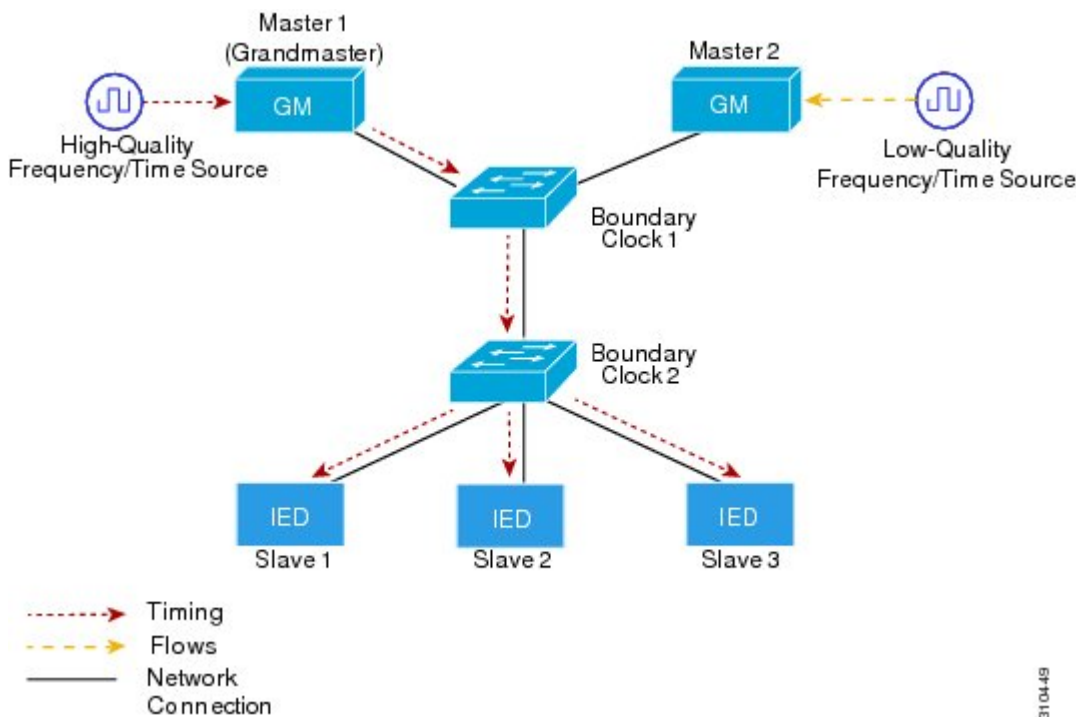 Master 1
(Grandmaster)
GM
High-Quality
Frequency/Time Source
Master 2
GM
Low-Quality
Frequency/Time Source
Boundary
Clock 1
Boundary
Clock 2
IED
Slave 1
IED
Slave 2
IED
Slave 3
Timing
Flows
Network
Connection
310449